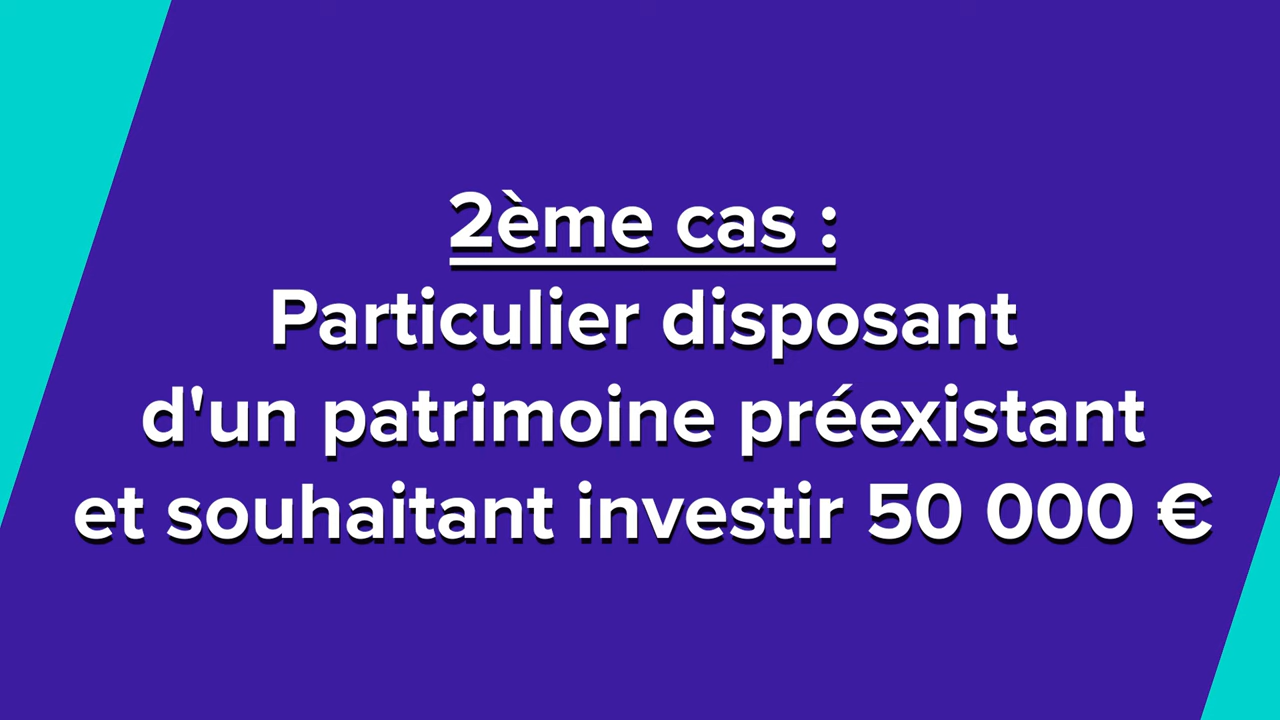 2ème cas :
Particulier disposant
d'un patrimoine préexistant
et souhaitant investir 50 000 €